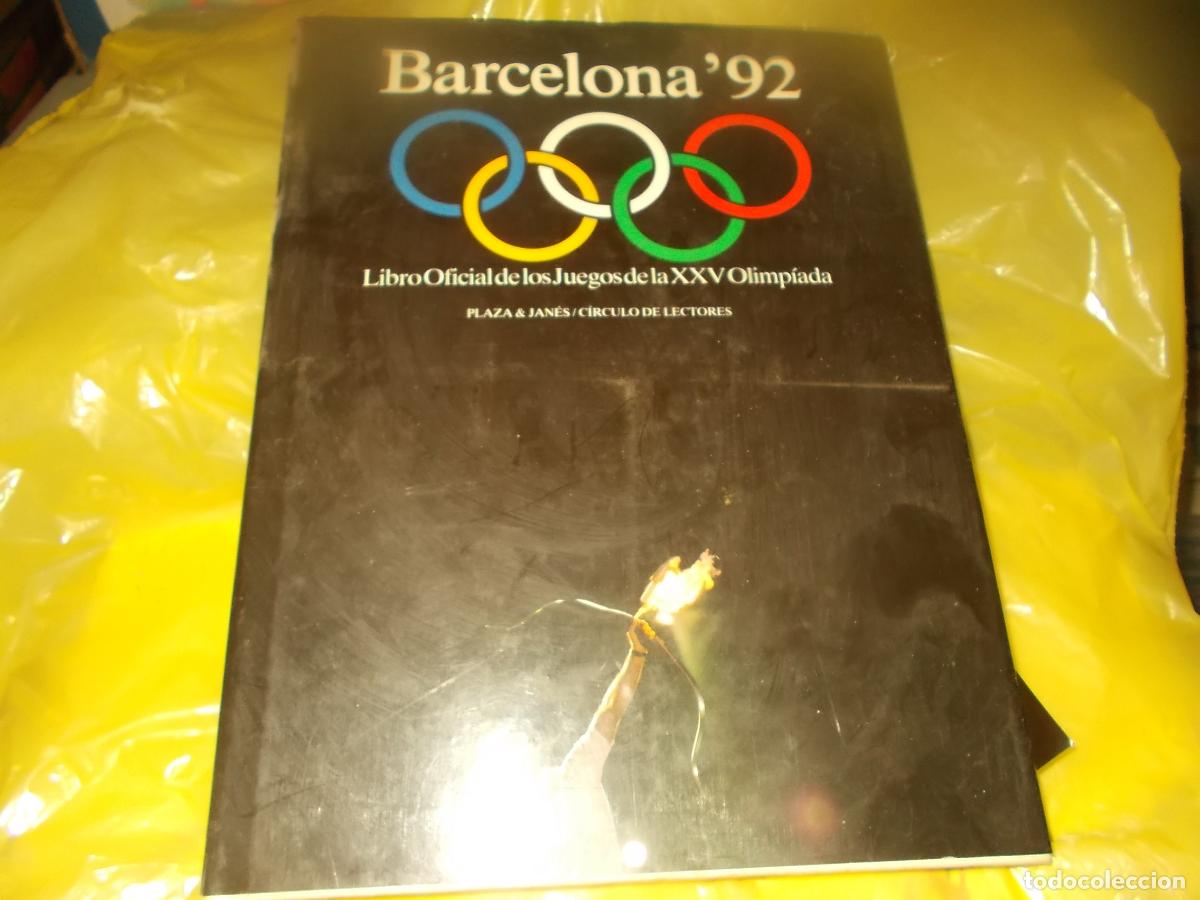 Barcelona '92
Libro Oficial de los Juegos de la XXV Olimpíada
PLAZA & JANÉS / CÍRCULO DE LECTORES
todocoleccion